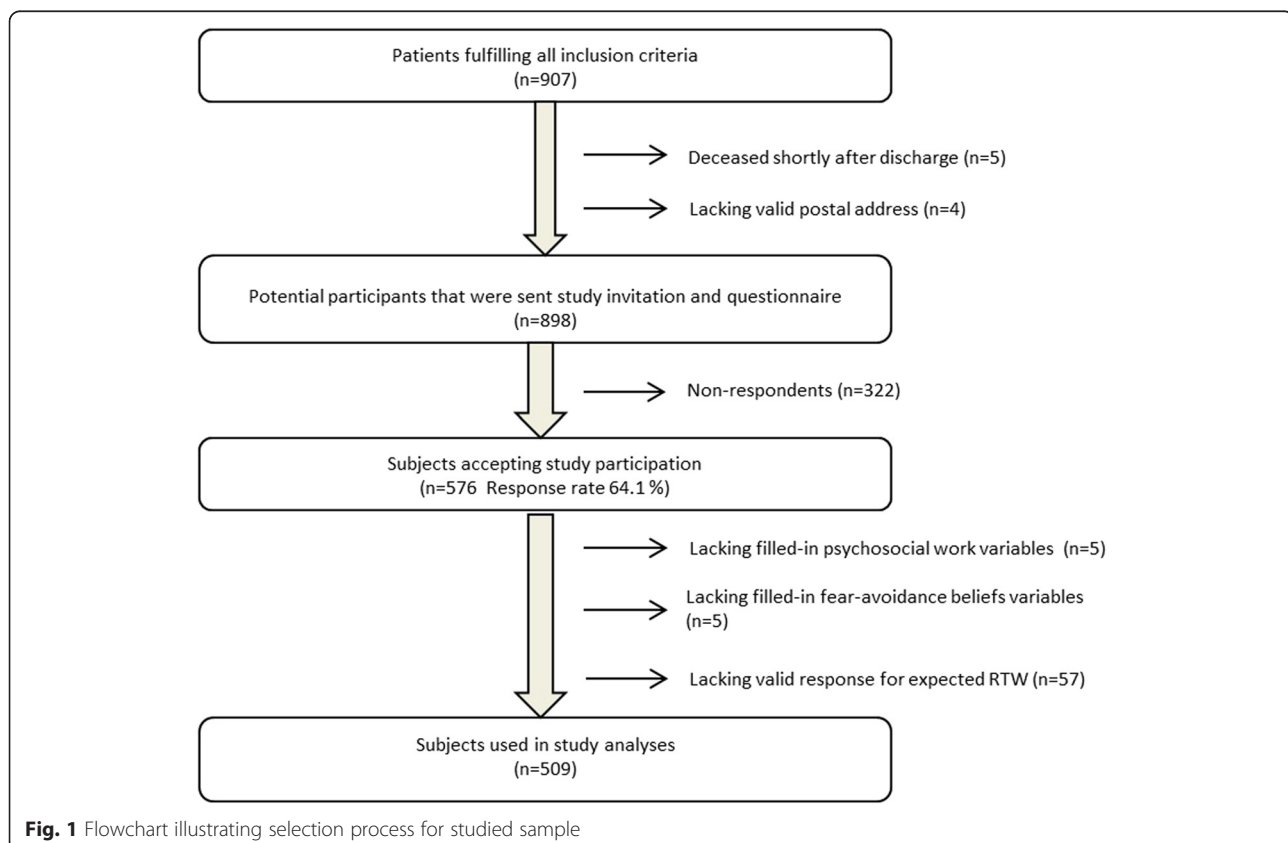 Patients fulfilling all inclusion criteria
(n=907)
Deceased shortly after discharge (n=5)
Lacking valid postal address (n=4)
Potential participants that were sent study invitation and questionnaire
(n=898)
Non-respondents (n=322)
Subjects accepting study participation
(n=576 Response rate 64.1 %)
Lacking filled-in psychosocial work variables (n=5)
Lacking filled-in fear-avoidance beliefs variables
(n=5)
Lacking valid response for expected RTW (n=57)
Subjects used in study analyses
(n=509)
Fig. 1 Flowchart illustrating selection process for studied sample